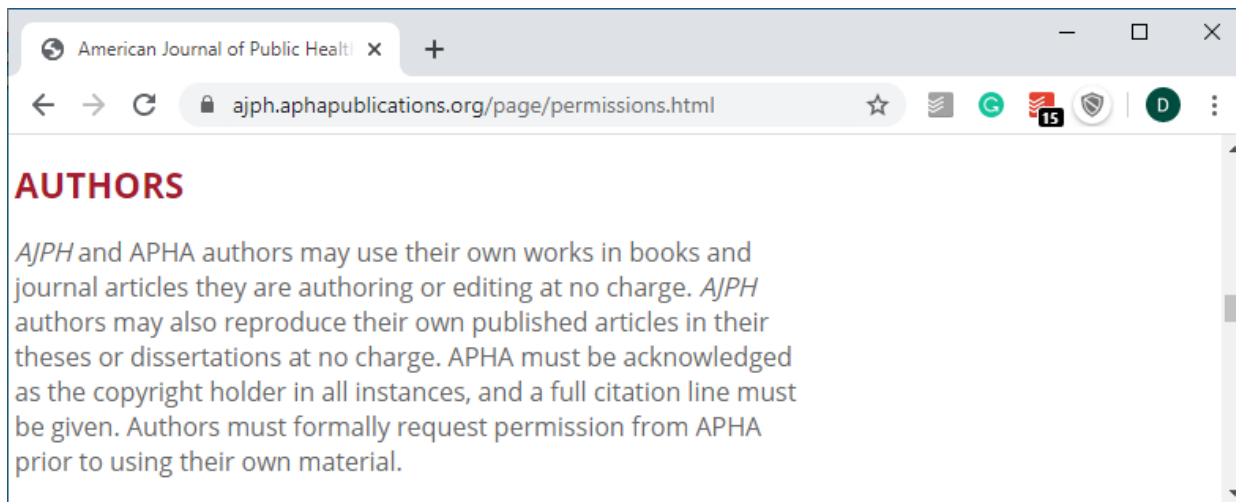 American Journal of Public Healt
ajph.aphapublications.org/page/permissions.html
15
D
AUTHORS
AJPH and APHA authors may use their own works in books and
journal articles they are authoring or editing at no charge. AJPH
authors may also reproduce their own published articles in their
theses or dissertations at no charge. APHA must be acknowledged
as the copyright holder in all instances, and a full citation line must
be given. Authors must formally request permission from APHA
prior to using their own material.